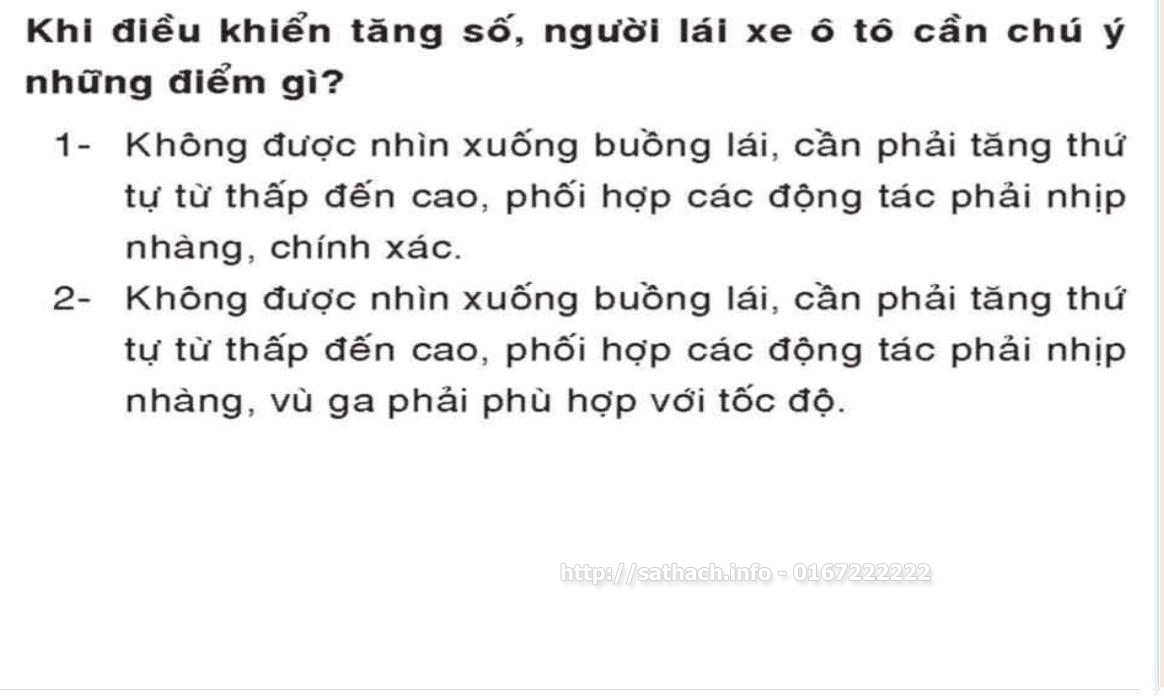 Khi điều khiển tăng số, người lái xe ô tô cần chú ý
những điểm gì?
1- Không được nhìn xuống buồng lái, cần phải tăng thứ
tự từ thấp đến cao, phối hợp các động tác phải nhịp
nhàng, chính xác.
2- Không được nhìn xuống buồng lái, cần phải tăng thứ
tự từ thấp đến cao, phối hợp các động tác phải nhịp
nhàng, vù ga phải phù hợp với tốc độ.
http://sathach.info - 0167222222